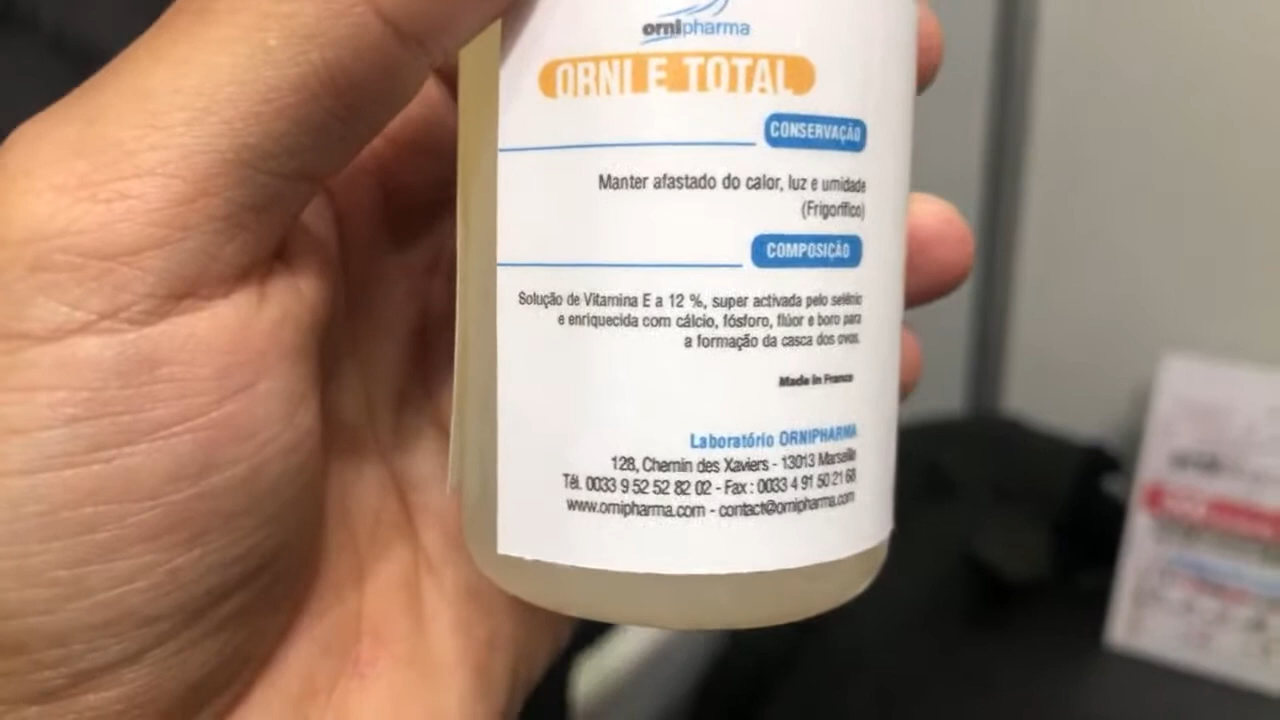 ornipharma
ORNI E TOTAL
CONSERVAÇÃO
Manter afastado do calor, luz e umidade
(Frigorífico)
COMPOSIÇÃO
Solução de Vitamina E a 12 %, super activada pelo selénio
e enriquecida com cálcio, fósforo, flúor e boro para
a formação da casca dos ovos.
Made in France
Laboratório ORNIPHARMA
128, Chemin des Xaviers - 13013 Marseille
Tél. 0033 9 52 52 82 02 - Fax : 0033 4 91 50 21 68
www.ornipharma.com - contact@ornipharma.com